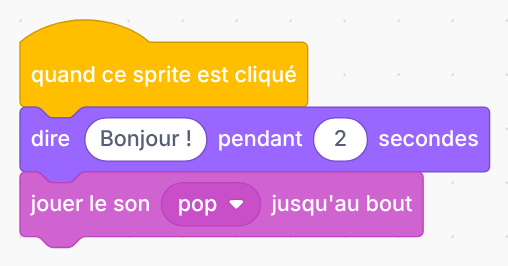 quand ce sprite est cliqué
dire Bonjour ! pendant 2 secondes
jouer le son pop jusqu'au bout